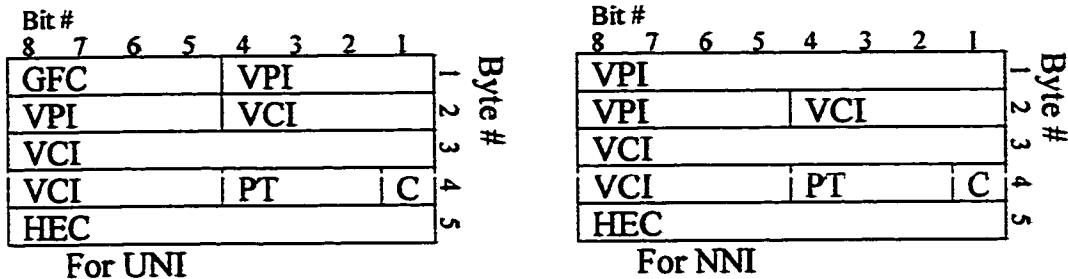 Bit #
8 7 6 5 4 3 2 1
GFC VPI
VPI VCI
VCI
VCI PT C
HEC
1 2 3 4 5
Byte #
For UNI
Bit #
8 7 6 5 4 3 2 1
VPI
VPI VCI
VCI
VCI PT C
HEC
1 2 3 4 5
Byte #
For NNI